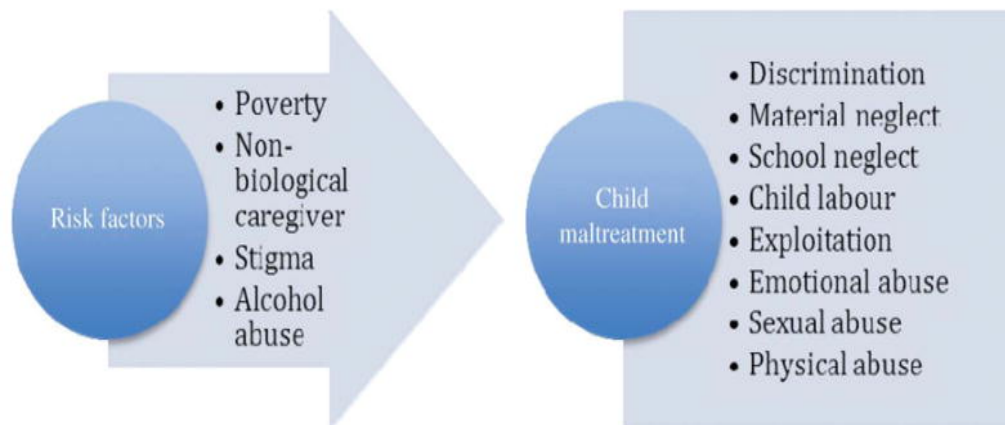 Risk factors
• Poverty
• Non-
biological
caregiver
• Stigma
• Alcohol
abuse
Child
maltreatment
• Discrimination
• Material neglect
• School neglect
• Child labour
• Exploitation
• Emotional abuse
• Sexual abuse
• Physical abuse